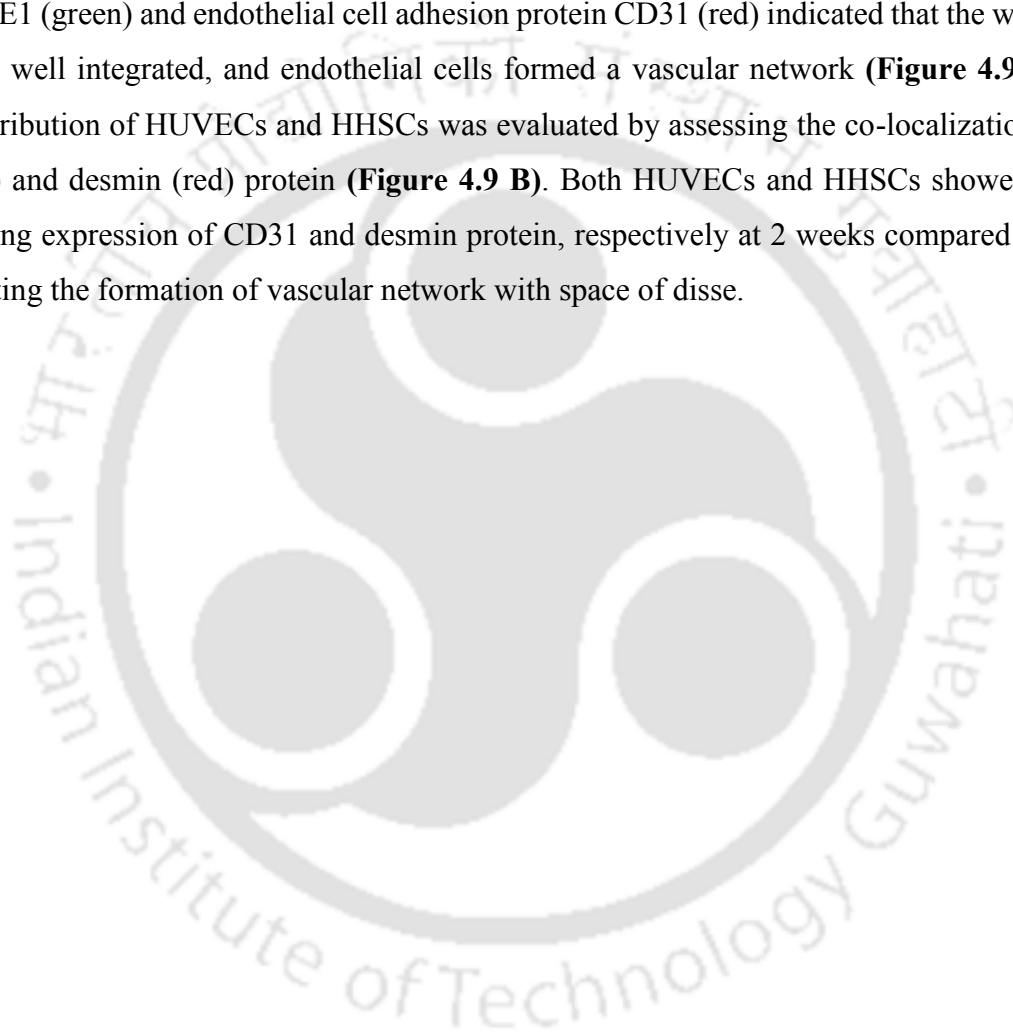 E1 (green) and endothelial cell adhesion protein CD31 (red) indicated that the w
well integrated, and endothelial cells formed a vascular network (Figure 4.9
ribution of HUVECs and HHSCs was evaluated by assessing the co-localizatio
) and desmin (red) protein (Figure 4.9 B). Both HUVECs and HHSCs showe
ng expression of CD31 and desmin protein, respectively at 2 weeks compared
ting the formation of vascular network with space of disse.
भारतीय प्रौद्योगिकी संस्थान गुवाहाटी
• Indian Institute of Technology Guwahati •